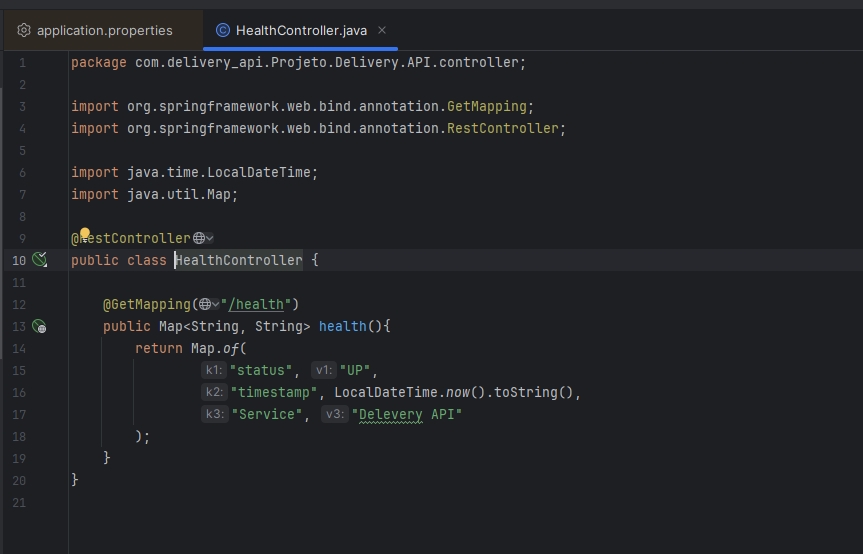 application.properties HealthController.java
1 package com.delivery_api.Projeto.Delivery.API.controller;
2
3 import org.springframework.web.bind.annotation.GetMapping;
4 import org.springframework.web.bind.annotation.RestController;
5
6 import java.time.LocalDateTime;
7 import java.util.Map;
8
9 @RestController
10 public class HealthController {
11
12 @GetMapping("/health")
13 public Map<String, String> health(){
14 return Map.of(
15 k1: "status", v1: "UP",
16 k2: "timestamp", LocalDateTime.now().toString(),
17 k3: "Service", v3: "Delevery API"
18 );
19 }
20 }
21